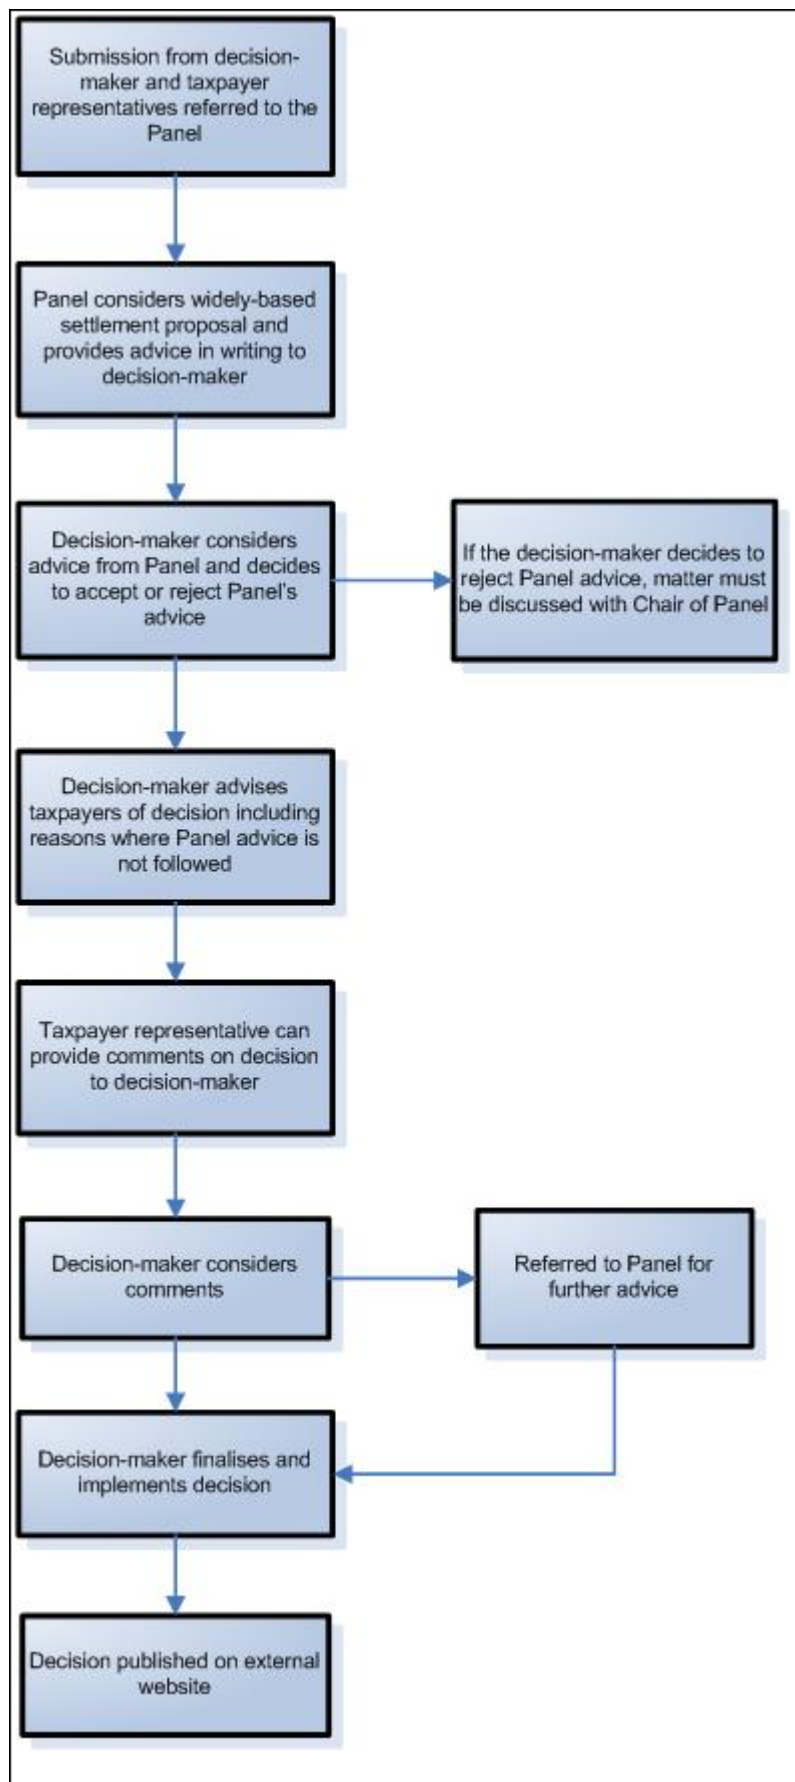 Submission from decision-
maker and taxpayer
representatives referred to the
Panel
Panel considers widely-based
settlement proposal and
provides advice in writing to
decision-maker
Decision-maker considers
advice from Panel and decides
to accept or reject Panel's
advice
If the decision-maker decides to
reject Panel advice, matter must
be discussed with Chair of Panel
Decision-maker advises
taxpayers of decision including
reasons where Panel advice is
not followed
Taxpayer representative can
provide comments on decision
to decision-maker
Decision-maker considers
comments
Referred to Panel for
further advice
Decision-maker finalises and
implements decision
Decision published on external
website